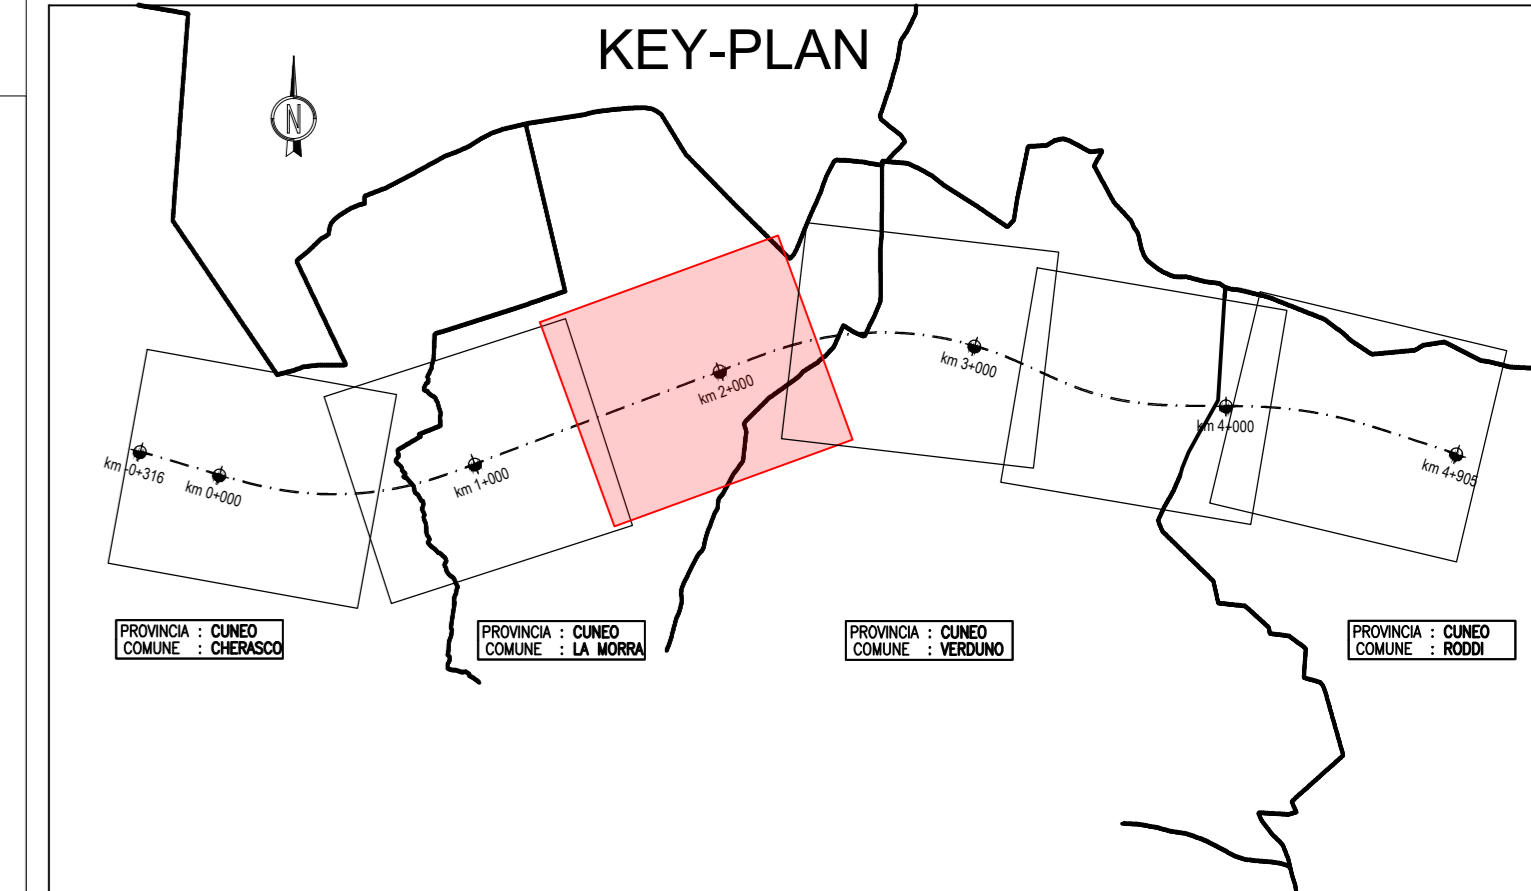 KEY-PLAN
N
km -0+316
km 0+000
km 1+000
km 2+000
km 3+000
km 4+000
km 4+905
PROVINCIA : CUNEO
COMUNE : CHERASCO
PROVINCIA : CUNEO
COMUNE : LA MORRA
PROVINCIA : CUNEO
COMUNE : VERDUNO
PROVINCIA : CUNEO
COMUNE : RODDI